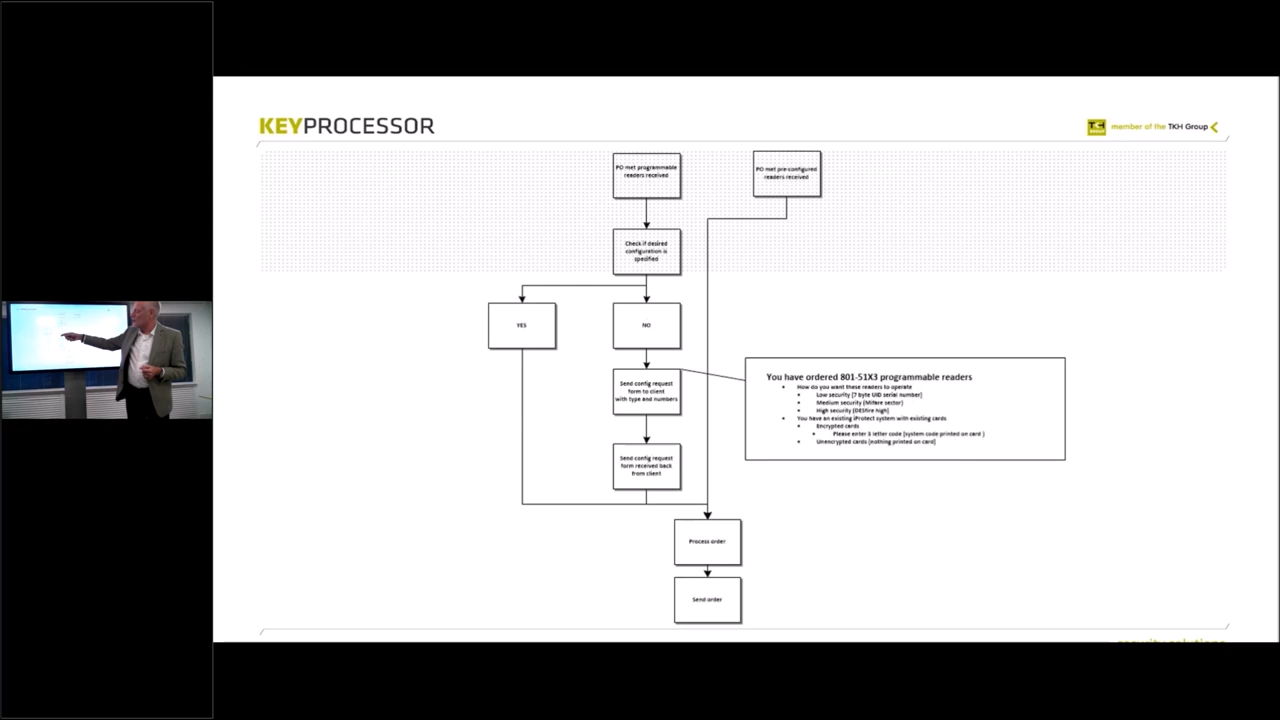 KEYPROCESSOR
TKH
GROUP
member of the TKH Group
PO met programmable
readers received
PO met pre-configured
readers received
Check if desired
configuration is
specified
YES
NO
Send config request
form to client
with type and numbers
You have ordered 801-51X3 programmable readers
• How do you want these readers to operate
• Low security [7 byte UID serial number]
• Medium security [Mifare sector]
• High security [DESfire high]
• You have an existing iProtect system with existing cards
• Encrypted cards
• Please enter 3 letter code [system code printed on card ]
• Unencrypted cards [nothing printed on card]
Send config request
form received back
from client
Process order
Send order